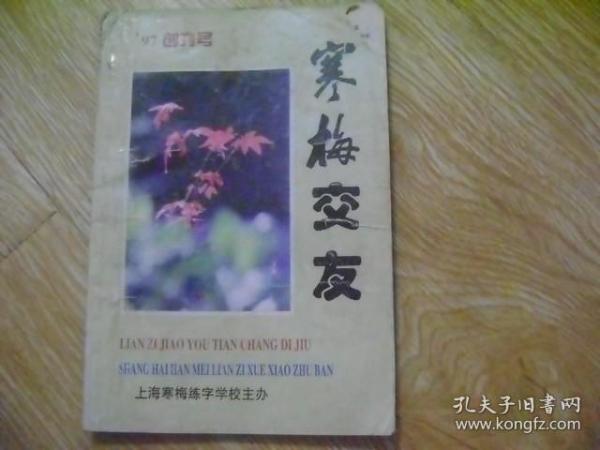 '97 创刊号
寒梅交友
LIAN ZI JIAO YOU TIAN CHANG DI JIU
SHANG HAI HAN MEI LIAN ZI XUE XIAO ZHU BAN
上海寒梅练字学校主办
孔夫子旧书网
www.kongfz.com